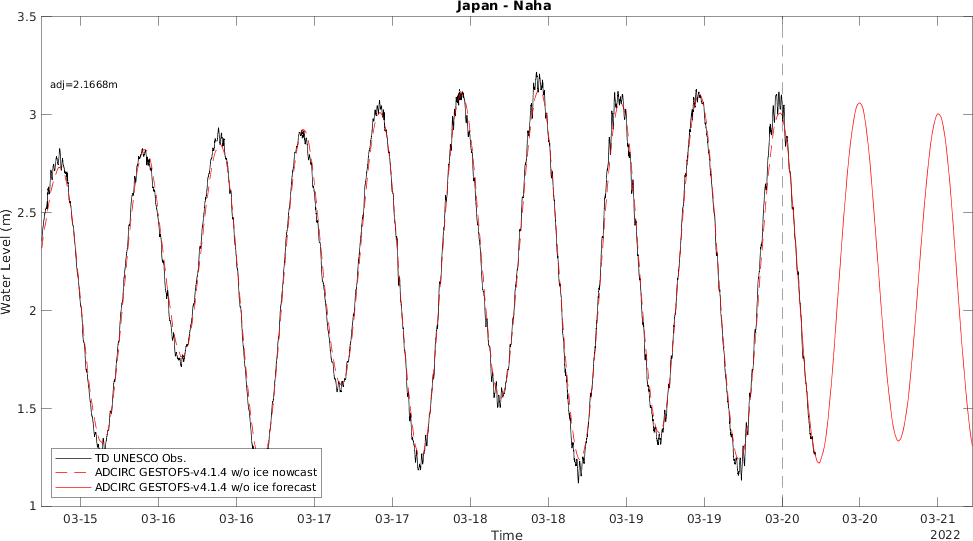 Japan - Naha
3.5
adj=2.1668m
3
2.5
Water Level (m)
2
1.5
TD UNESCO Obs.
ADCIRC GESTOFS-v4.1.4 w/o ice nowcast
ADCIRC GESTOFS-v4.1.4 w/o ice forecast
1
03-15 03-16 03-16 03-17 03-17 03-18 03-18 03-19 03-19 03-20 03-20 03-21
Time 2022